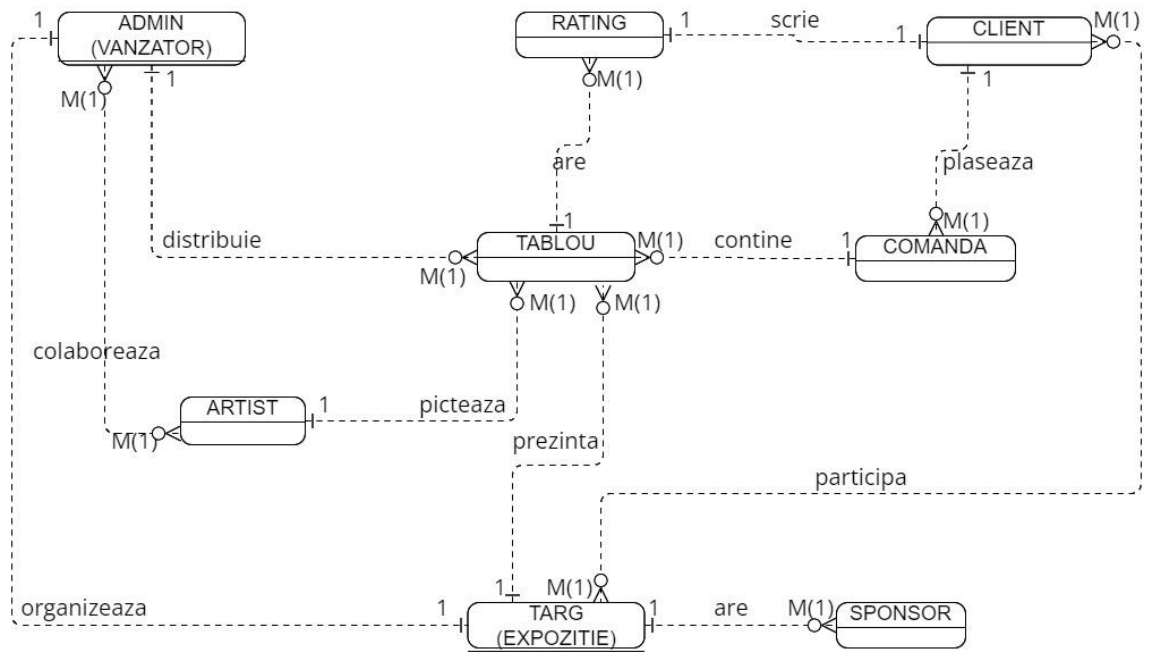 1
ADMIN
(VANZATOR)
RATING
1
scrie
1
CLIENT
M(1)
M(1)
1
M(1)
1
are
plaseaza
1
M(1)
distribuie
TABLOU
M(1)
contine
1
COMANDA
M(1)
M(1)
M(1)
colaboreaza
ARTIST
1
picteaza
M(1)
prezinta
participa
1
M(1)
organizeaza
1
TARG
(EXPOZITIE)
1
are
M(1)
SPONSOR